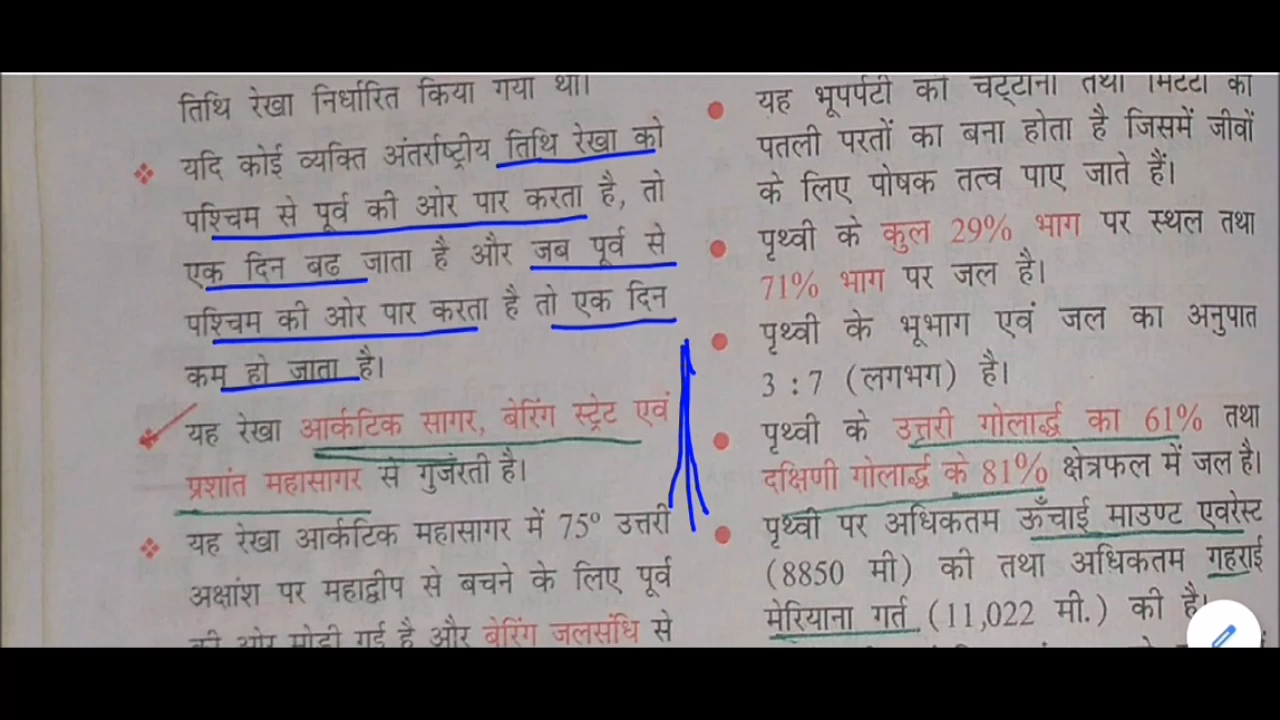 तिथि रेखा निर्धारित किया गया था।
यदि कोई व्यक्ति अंतर्राष्ट्रीय तिथि रेखा को
पश्चिम से पूर्व की ओर पार करता है, तो
एक दिन बढ जाता है और जब पूर्व से
पश्चिम की ओर पार करता है तो एक दिन
कम हो जाता है।
यह रेखा आर्कटिक सागर, बेरिंग स्ट्रेट एवं
प्रशांत महासागर से गुजरती है।
यह रेखा आर्कटिक महासागर में 75° उत्तरी
अक्षांश पर महाद्वीप से बचने के लिए पूर्व
की ओर मोड़ी गई है और बेरिंग जलसंधि से
यह भूपर्पटी की चट्टानों तथा मिट्टी की
पतली परतों का बना होता है जिसमें जीवों
के लिए पोषक तत्व पाए जाते हैं।
पृथ्वी के कुल 29% भाग पर स्थल तथा
71% भाग पर जल है।
पृथ्वी के भूभाग एवं जल का अनुपात
3 : 7 (लगभग) है।
पृथ्वी के उत्तरी गोलार्द्ध का 61% तथा
दक्षिणी गोलार्द्ध के 81% क्षेत्रफल में जल है।
पृथ्वी पर अधिकतम ऊँचाई माउण्ट एवरेस्ट
(8850 मी) की तथा अधिकतम गहराई
मेरियाना गर्त (11,022 मी.) की है।